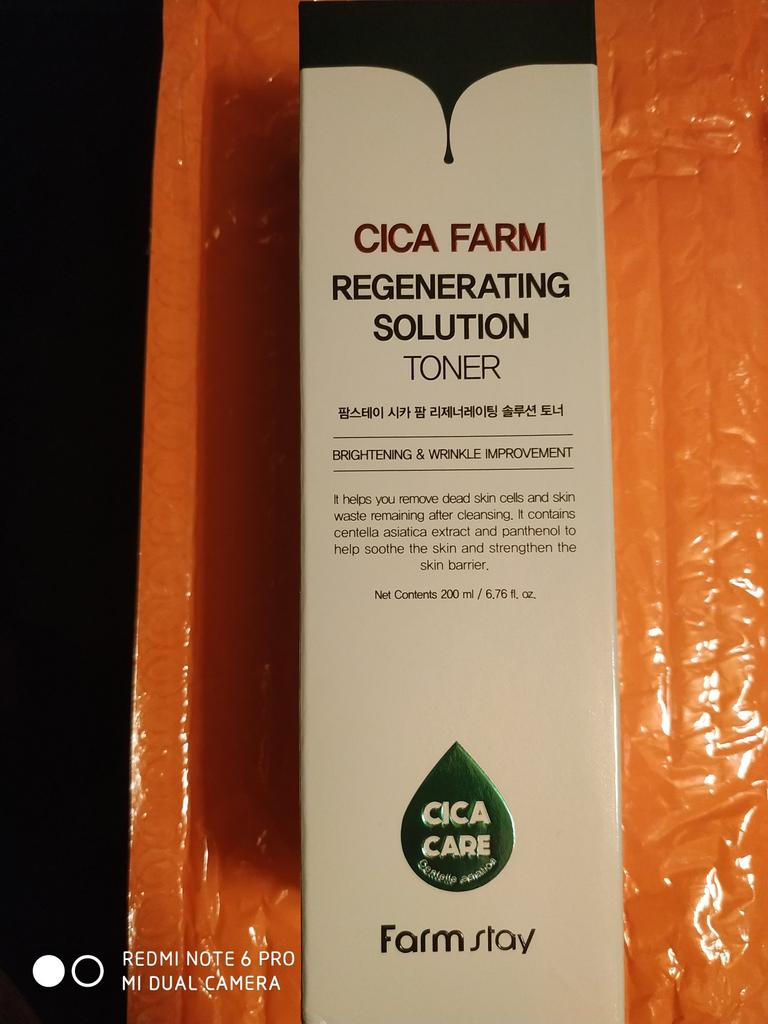 CICA FARM
REGENERATING
SOLUTION
TONER
팜스테이 시카 팜 리제너레이팅 솔루션 토너
BRIGHTENING & WRINKLE IMPROVEMENT
It helps you remove dead skin cells and skin
waste remaining after cleansing. It contains
centella asiatica extract and panthenol to
help soothe the skin and strengthen the
skin barrier.
Net Contents 200 ml / 6.76 fl. oz.
CICA
CARE
Centella asiatica
Farmstay
REDMI NOTE 6 PRO
MI DUAL CAMERA